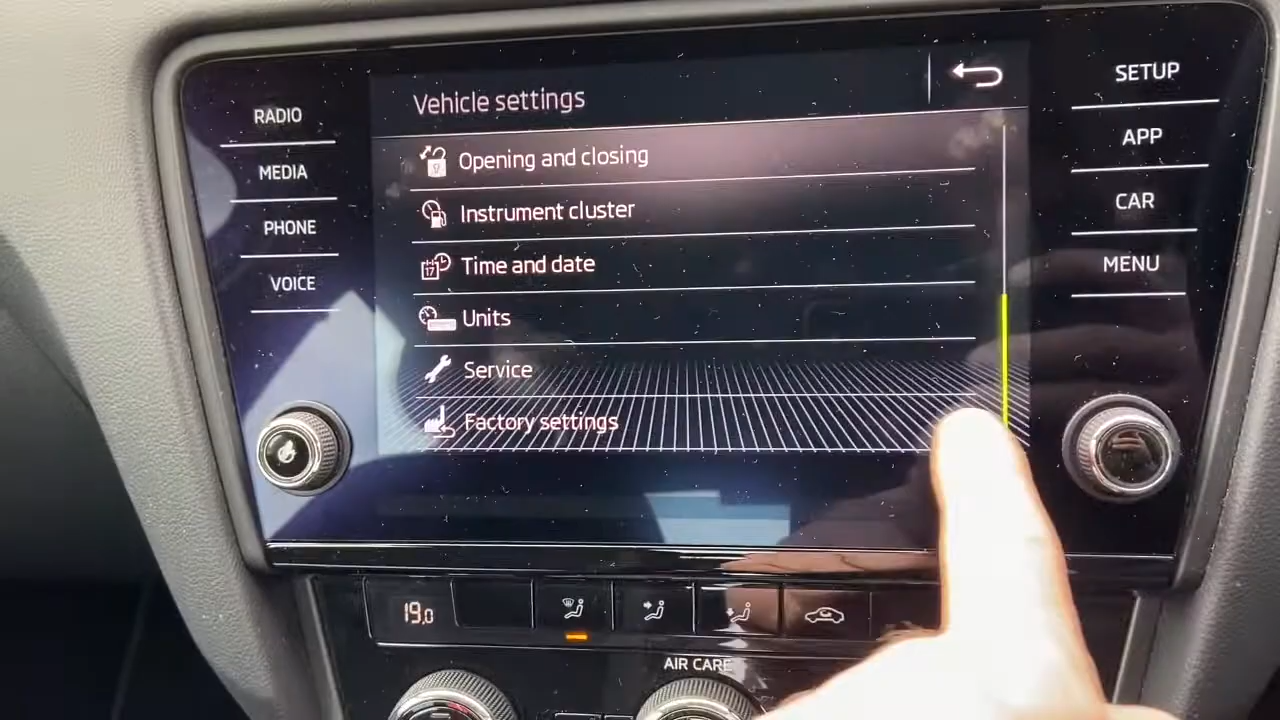 RADIO
MEDIA
PHONE
VOICE
Vehicle settings
Opening and closing
Instrument cluster
Time and date
17
Units
Service
Factory settings
SETUP
APP
CAR
MENU
19.0
AIR CARE